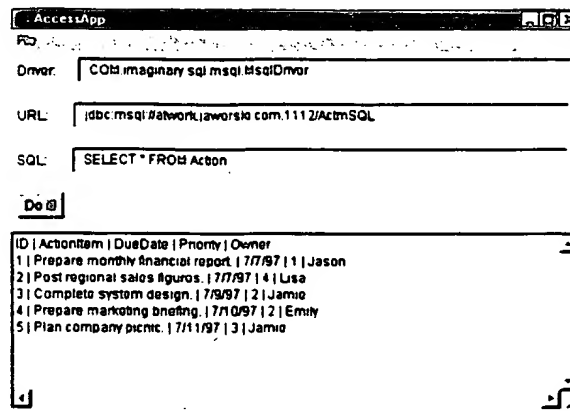 AccessApp
File
Driver: COM.imaginary.sql.msql.MsqlDriver
URL: jdbc:msql://atwork.jaworski.com:1112/ActmSQL
SQL: SELECT * FROM Action
Do it!
ID | ActionItem | DueDate | Priority | Owner
1 | Prepare monthly financial report. | 7/7/97 | 1 | Jason
2 | Post regional sales figures. | 7/7/97 | 4 | Lisa
3 | Complete system design. | 7/9/97 | 2 | Jamie
4 | Prepare marketing briefing. | 7/10/97 | 2 | Emily
5 | Plan company picnic. | 7/11/97 | 3 | Jamie